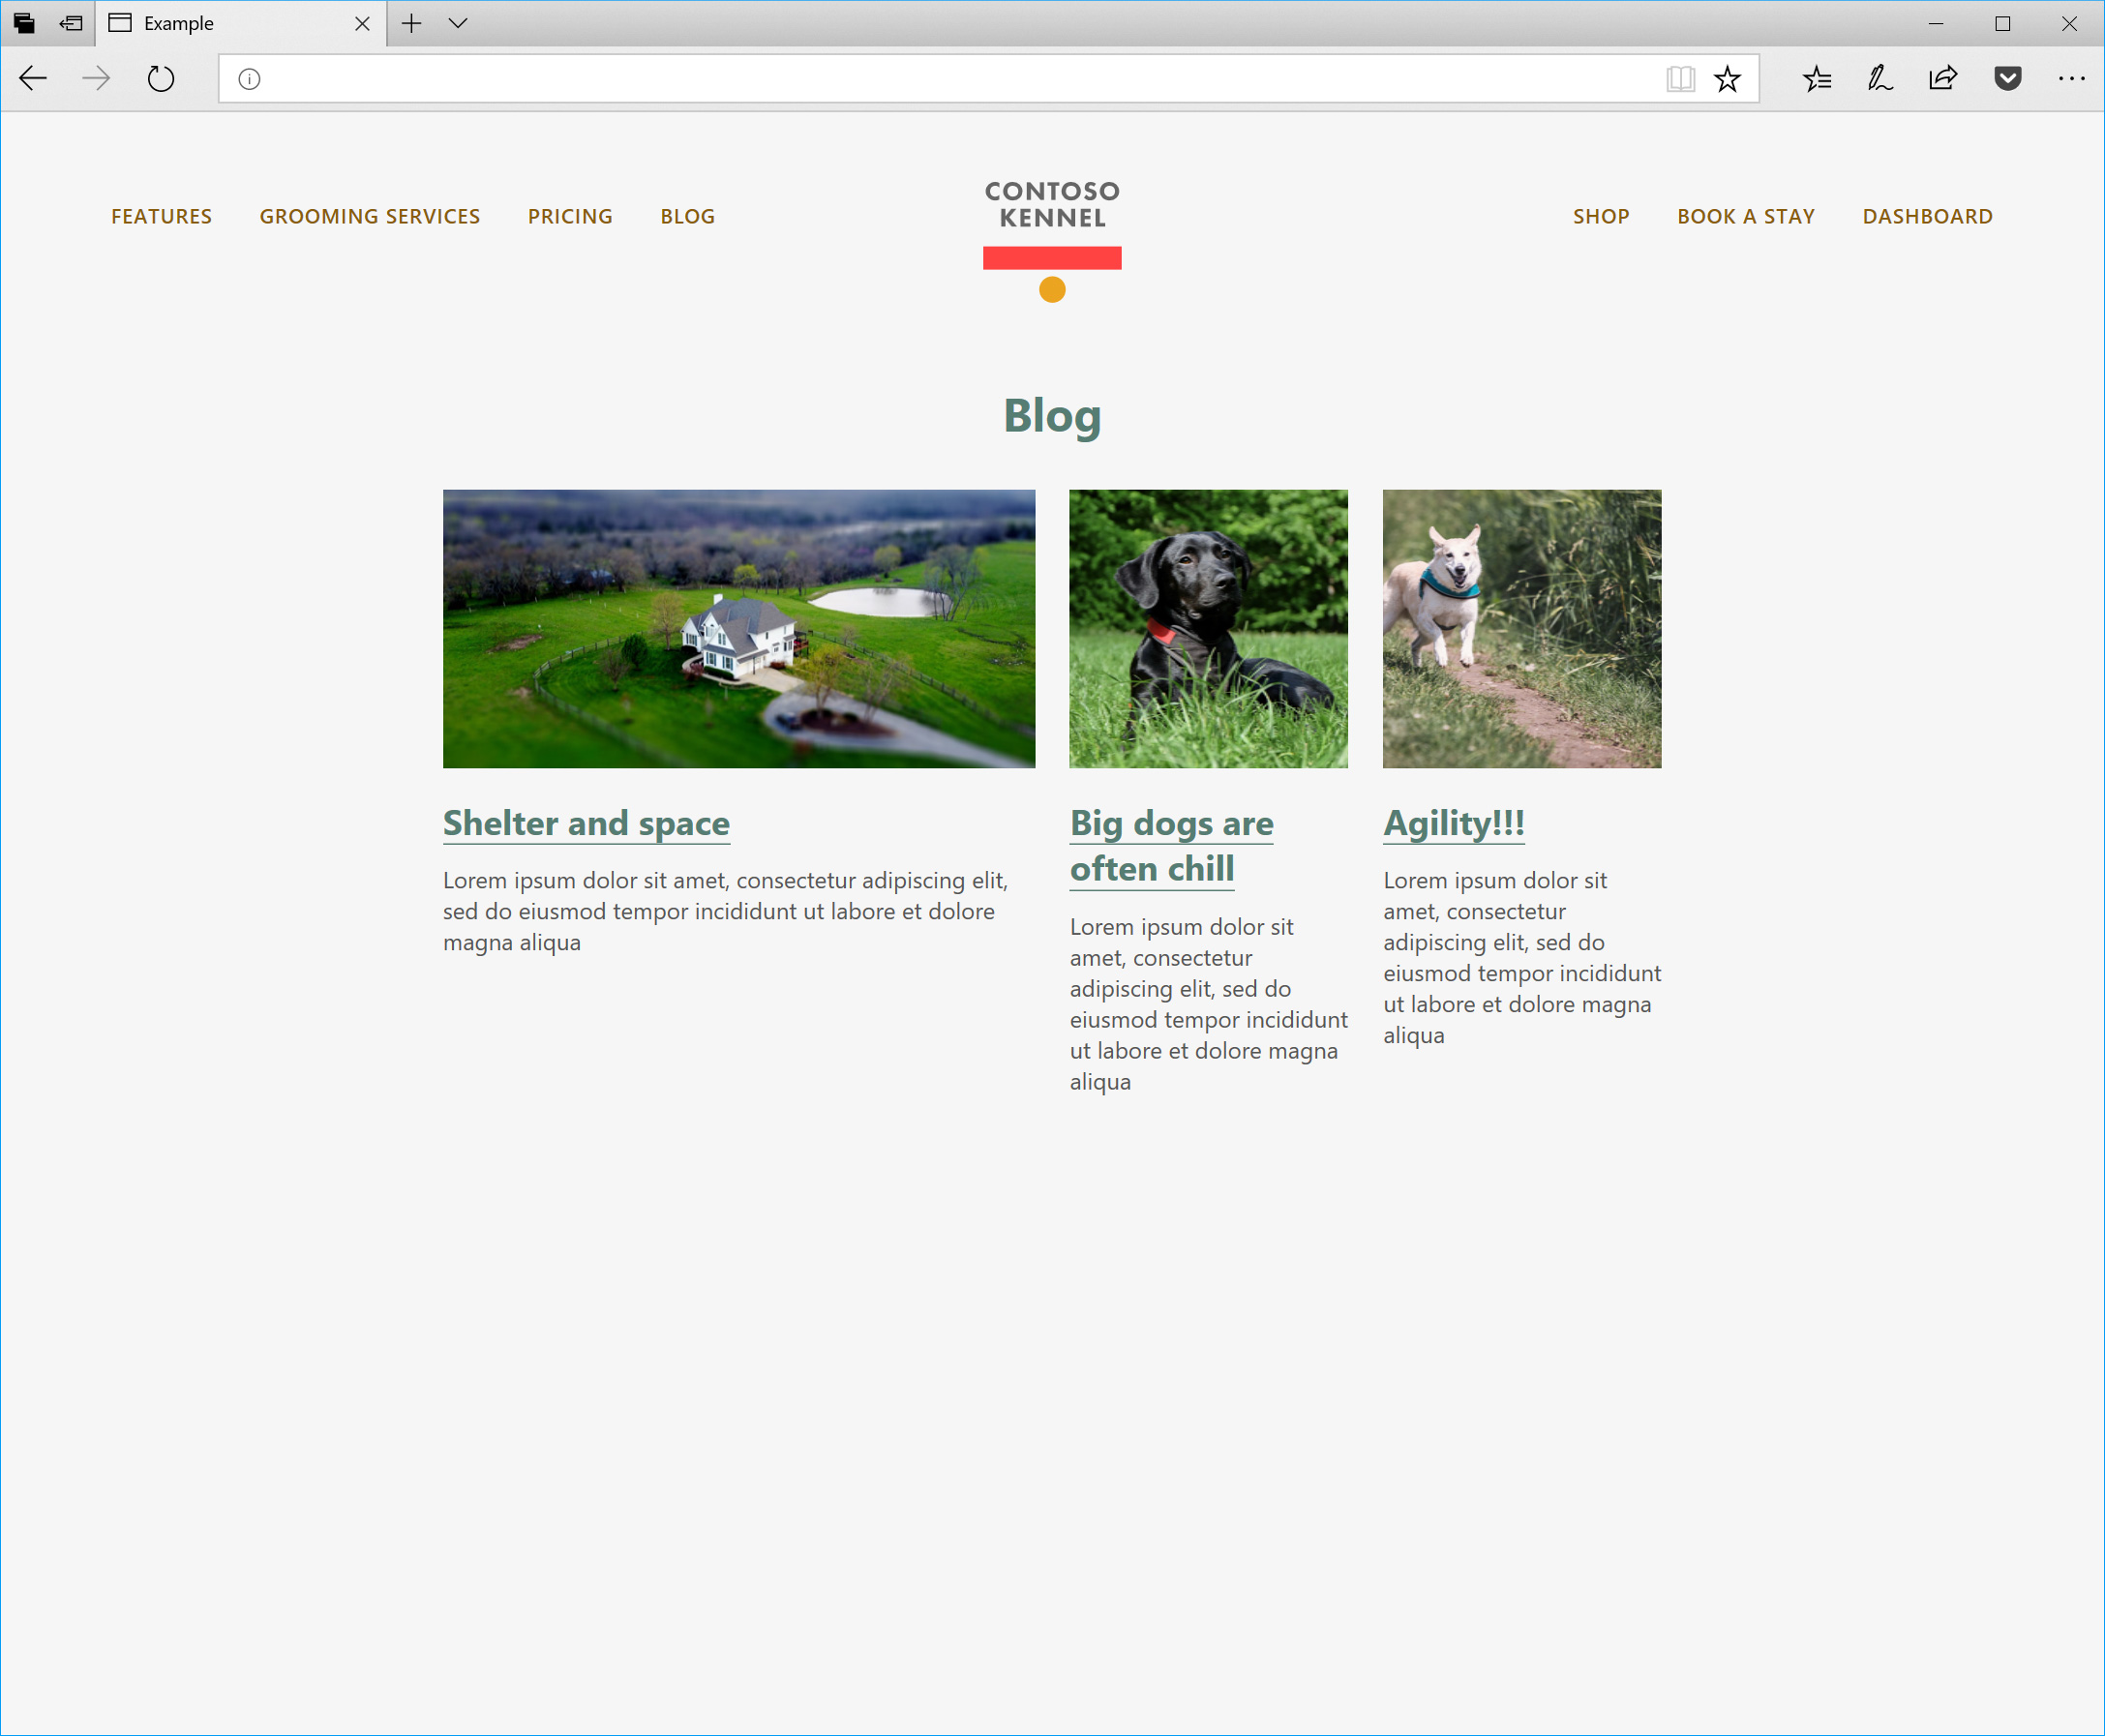 Example
FEATURES GROOMING SERVICES PRICING BLOG
CONTOSO
KENNEL
SHOP BOOK A STAY DASHBOARD
Blog
Shelter and space
Lorem ipsum dolor sit amet, consectetur adipiscing elit,
sed do eiusmod tempor incididunt ut labore et dolore
magna aliqua
Big dogs are
often chill
Lorem ipsum dolor sit
amet, consectetur
adipiscing elit, sed do
eiusmod tempor incididunt
ut labore et dolore magna
aliqua
Agility!!!
Lorem ipsum dolor sit
amet, consectetur
adipiscing elit, sed do
eiusmod tempor incididunt
ut labore et dolore magna
aliqua